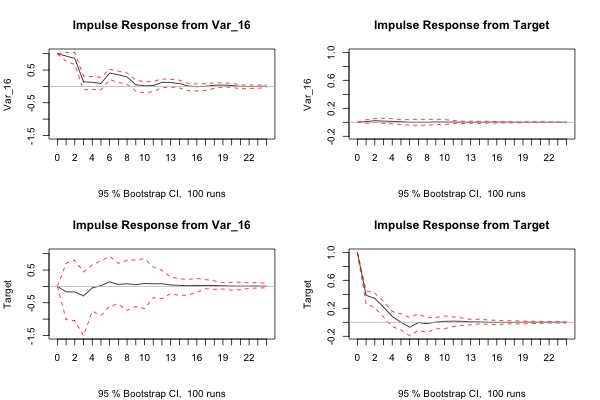 Impulse Response from Var_16
Var_16
0.5
-0.5
-1.5
0 2 4 6 8 10 13 16 19 22
95 % Bootstrap CI, 100 runs
Impulse Response from Target
Var_16
1.0
0.6
0.2
-0.2
0 2 4 6 8 10 13 16 19 22
95 % Bootstrap CI, 100 runs
Impulse Response from Var_16
Target
0.5
-0.5
-1.5
0 2 4 6 8 10 13 16 19 22
95 % Bootstrap CI, 100 runs
Impulse Response from Target
Target
1.0
0.6
0.2
-0.2
0 2 4 6 8 10 13 16 19 22
95 % Bootstrap CI, 100 runs